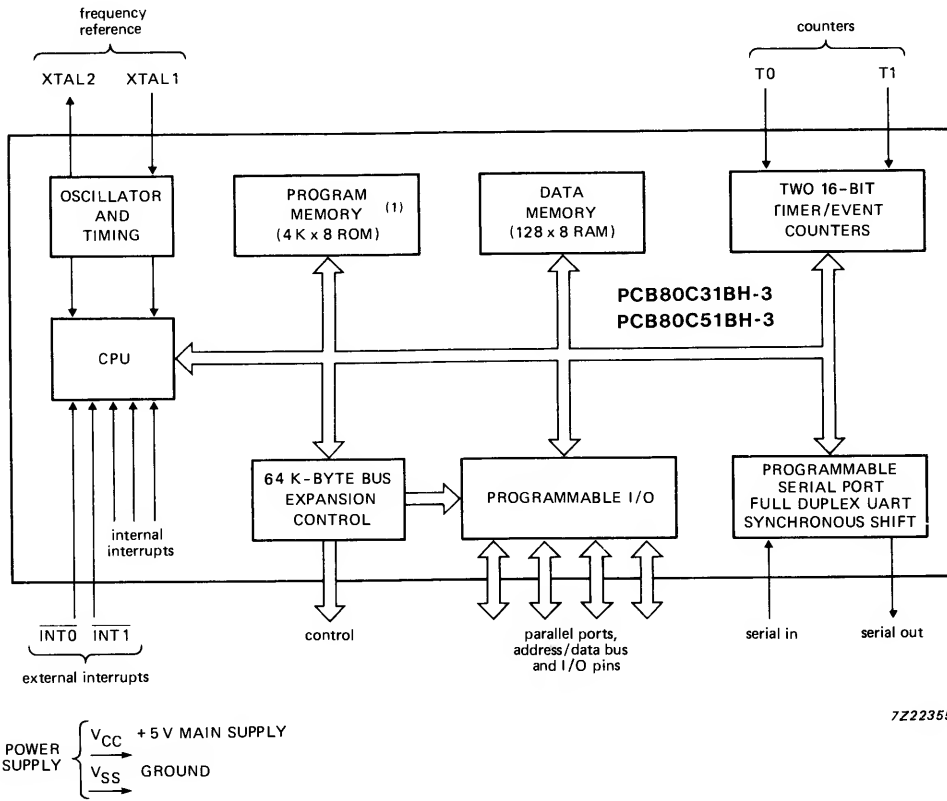 frequency
reference
counters
XTAL2 XTAL1
T0 T1
OSCILLATOR
AND
TIMING
PROGRAM
MEMORY (1)
(4 K x 8 ROM)
DATA
MEMORY
(128 x 8 RAM)
TWO 16-BIT
TIMER/EVENT
COUNTERS
PCB80C31BH-3
PCB80C51BH-3
CPU
64 K-BYTE BUS
EXPANSION
CONTROL
PROGRAMMABLE I/O
PROGRAMMABLE
SERIAL PORT
FULL DUPLEX UART
SYNCHRONOUS SHIFT
internal
interrupts
INT0 INT1
external interrupts
control
parallel ports,
address/data bus
and I/O pins
serial in
serial out
7Z22355
POWER
SUPPLY
VCC +5 V MAIN SUPPLY
VSS GROUND